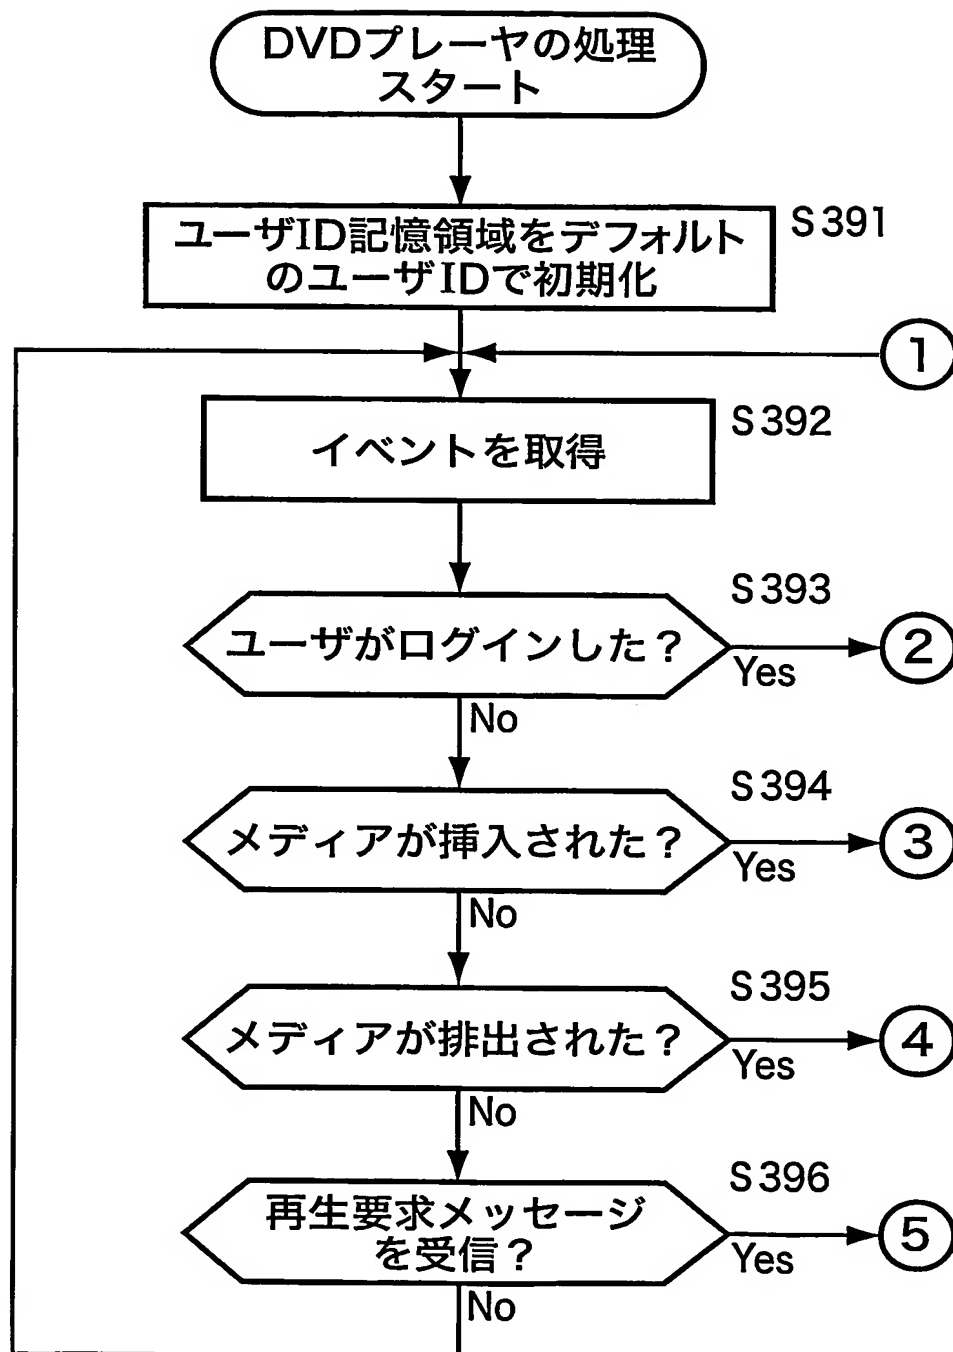 DVDプレーヤの処理
スタート
S391
ユーザID記憶領域をデフォルト
のユーザIDで初期化
1
S392
イベントを取得
S393
ユーザがログインした?
Yes
2
No
S394
メディアが挿入された?
Yes
3
No
S395
メディアが排出された?
Yes
4
No
S396
再生要求メッセージ
を受信?
Yes
5
No